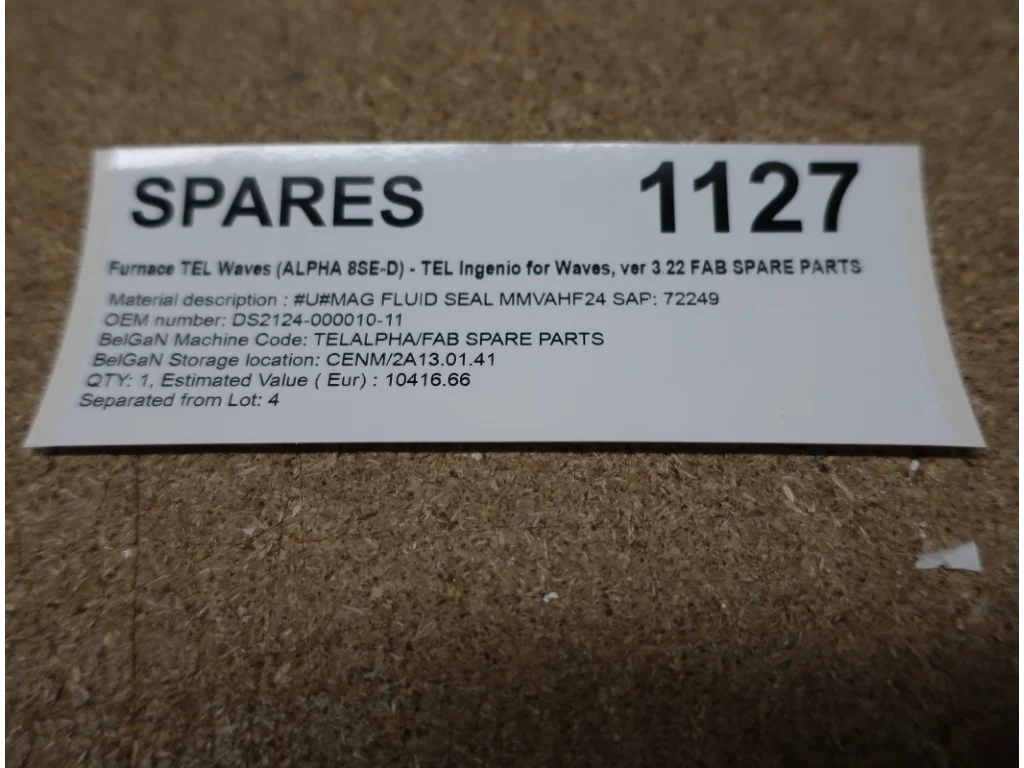 SPARES 1127
Furnace TEL Waves (ALPHA 8SE-D) - TEL Ingenio for Waves, ver 3.22 FAB SPARE PARTS
Material description : #U#MAG FLUID SEAL MMVAHF24 SAP: 72249
OEM number: DS2124-000010-11
BelGaN Machine Code: TELALPHA/FAB SPARE PARTS
BelGaN Storage location: CENM/2A13.01.41
QTY: 1, Estimated Value ( Eur) : 10416.66
Separated from Lot: 4